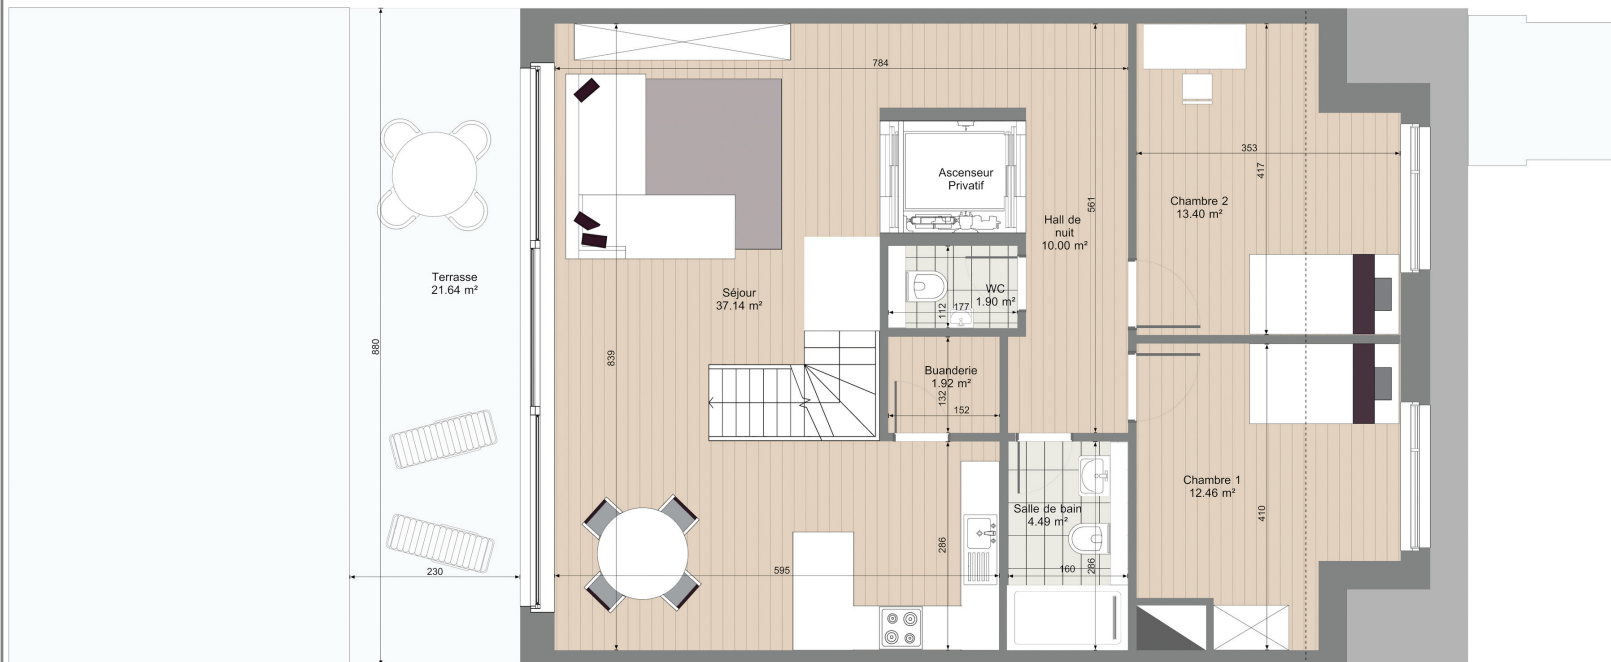 784
Ascenseur
Privatif
353
417
Chambre 2
13.40 m²
561
Hall de
nuit
10.00 m²
Terrasse
21.64 m²
Séjour
37.14 m²
WC
1.90 m²
112
177
880
839
Buanderie
1.92 m²
132
152
Chambre 1
12.46 m²
Salle de bain
4.49 m²
410
286
286
230
595
160